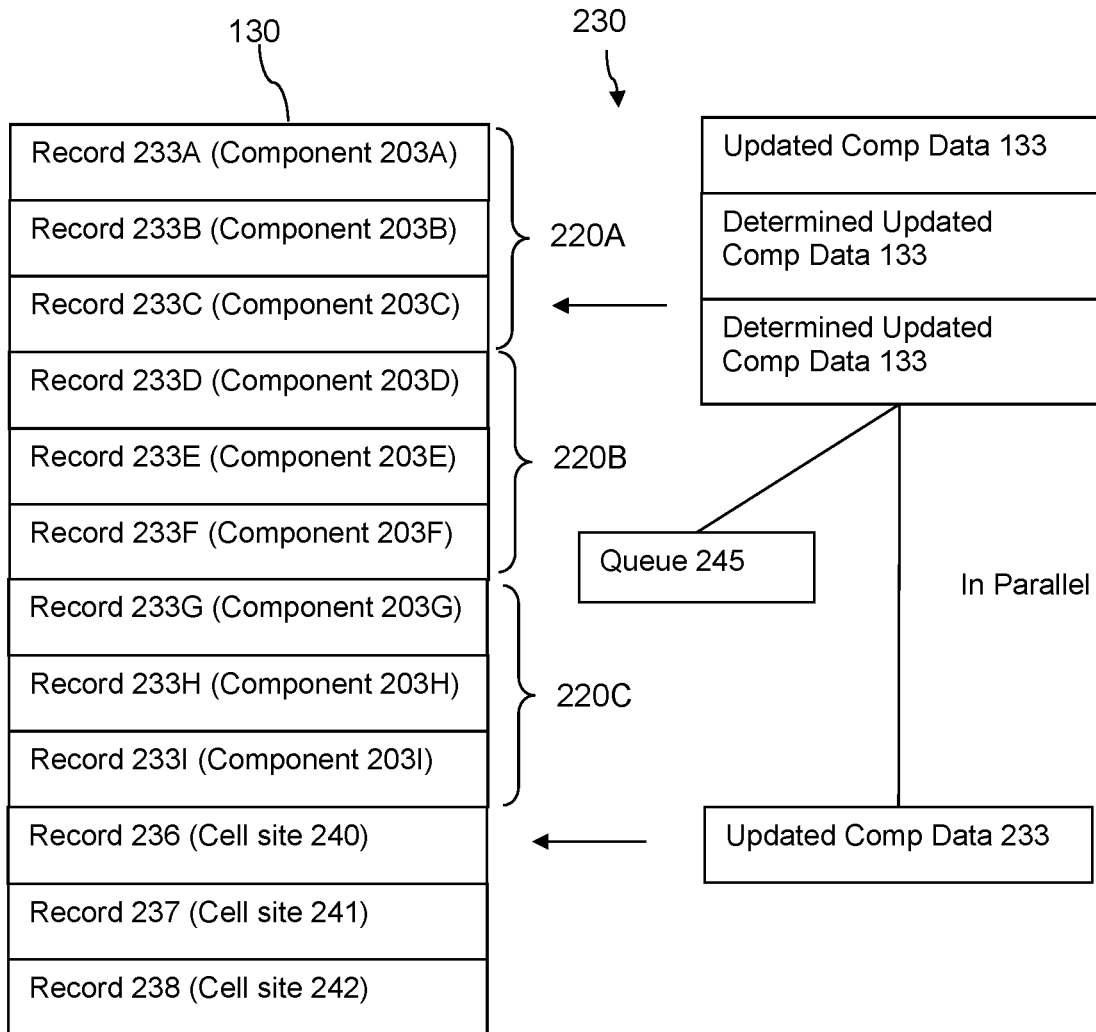 130
230
Record 233A (Component 203A)
Record 233B (Component 203B)
Record 233C (Component 203C)
Record 233D (Component 203D)
Record 233E (Component 203E)
Record 233F (Component 203F)
Record 233G (Component 203G)
Record 233H (Component 203H)
Record 233I (Component 203I)
Record 236 (Cell site 240)
Record 237 (Cell site 241)
Record 238 (Cell site 242)
220A
220B
220C
Updated Comp Data 133
Determined Updated
Comp Data 133
Determined Updated
Comp Data 133
Queue 245
In Parallel
Updated Comp Data 233